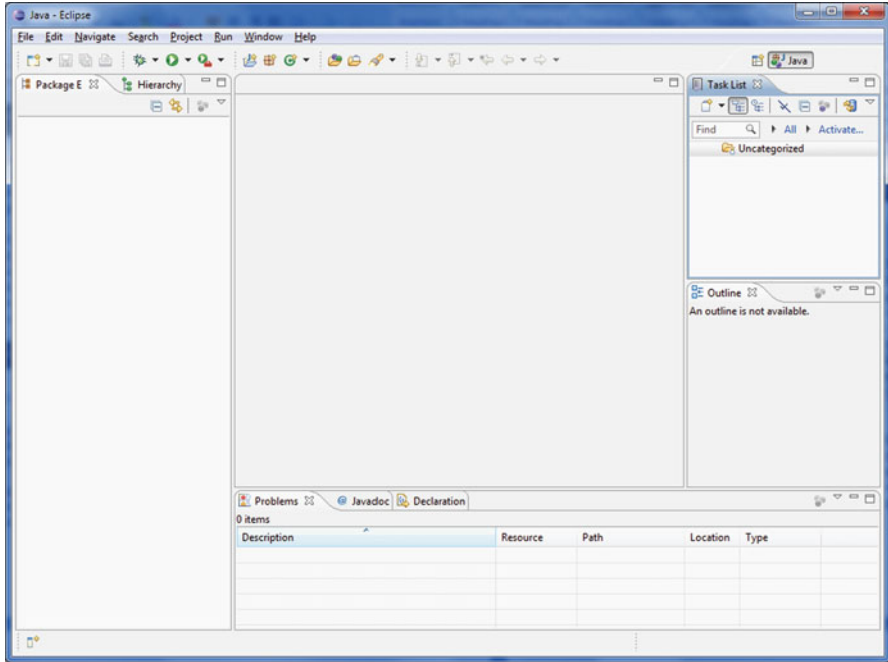 Java - Eclipse
File Edit Navigate Search Project Run Window Help
Java
Package E Hierarchy
Task List
Find All Activate...
Uncategorized
Outline
An outline is not available.
Problems @ Javadoc Declaration
0 items
Description Resource Path Location Type